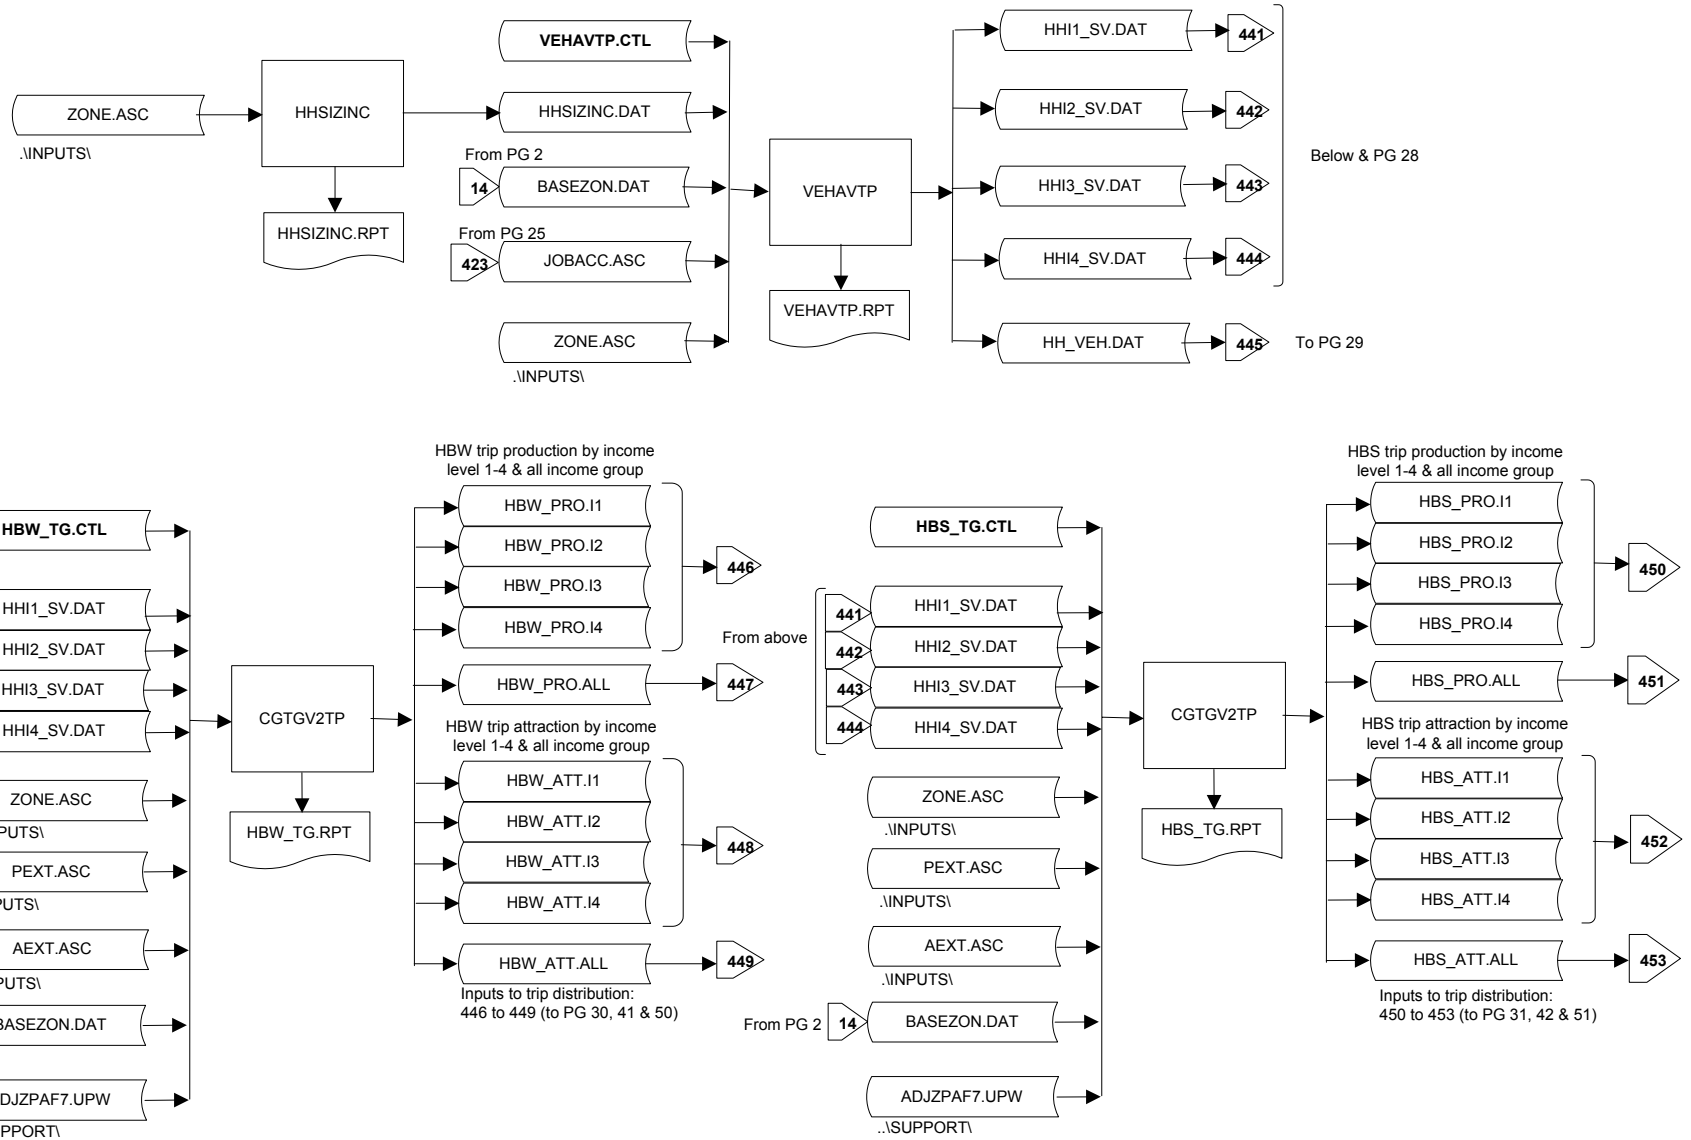 VEHAVTP.CTL
ZONE.ASC
.\INPUTS\
HHSIZINC
HHSIZINC.RPT
HHSIZINC.DAT
From PG 2
14
BASEZON.DAT
From PG 25
423
JOBACC.ASC
ZONE.ASC
.\INPUTS\
VEHAVTP
VEHAVTP.RPT
HHI1_SV.DAT
441
HHI2_SV.DAT
442
HHI3_SV.DAT
443
HHI4_SV.DAT
444
Below & PG 28
HH_VEH.DAT
445
To PG 29
HBW_TG.CTL
HHI1_SV.DAT
HHI2_SV.DAT
HHI3_SV.DAT
HHI4_SV.DAT
ZONE.ASC
PUTS\
PEXT.ASC
PUTS\
AEXT.ASC
PUTS\
BASEZON.DAT
DJZPAF7.UPW
PPORT\
CGTGV2TP
HBW_TG.RPT
HBW trip production by income
level 1-4 & all income group
HBW_PRO.I1
HBW_PRO.I2
HBW_PRO.I3
HBW_PRO.I4
446
HBW_PRO.ALL
447
HBW trip attraction by income
level 1-4 & all income group
HBW_ATT.I1
HBW_ATT.I2
HBW_ATT.I3
HBW_ATT.I4
448
HBW_ATT.ALL
449
Inputs to trip distribution:
446 to 449 (to PG 30, 41 & 50)
HBS_TG.CTL
From above
441
HHI1_SV.DAT
442
HHI2_SV.DAT
443
HHI3_SV.DAT
444
HHI4_SV.DAT
ZONE.ASC
.\INPUTS\
PEXT.ASC
.\INPUTS\
AEXT.ASC
.\INPUTS\
From PG 2
14
BASEZON.DAT
ADJZPAF7.UPW
..\SUPPORT\
CGTGV2TP
HBS_TG.RPT
HBS trip production by income
level 1-4 & all income group
HBS_PRO.I1
HBS_PRO.I2
HBS_PRO.I3
HBS_PRO.I4
450
HBS_PRO.ALL
451
HBS trip attraction by income
level 1-4 & all income group
HBS_ATT.I1
HBS_ATT.I2
HBS_ATT.I3
HBS_ATT.I4
452
HBS_ATT.ALL
453
Inputs to trip distribution:
450 to 453 (to PG 31, 42 & 51)